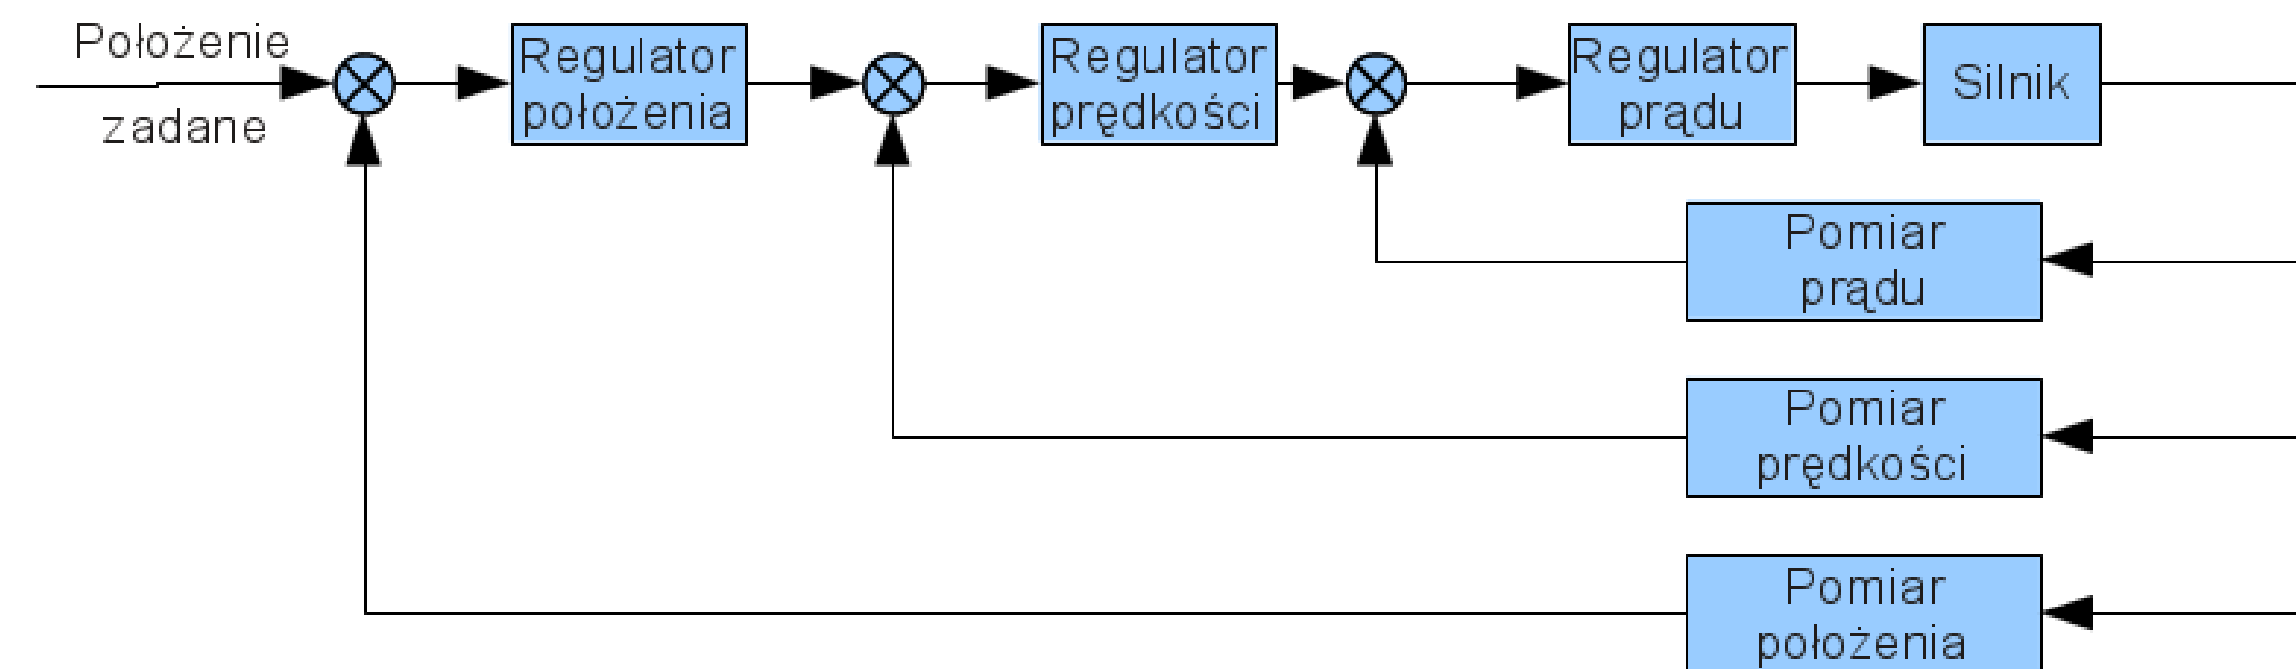 Położenie
zadane
Regulator
położenia
Regulator
prędkości
Regulator
prądu
Silnik
Pomiar
prądu
Pomiar
prędkości
Pomiar
położenia